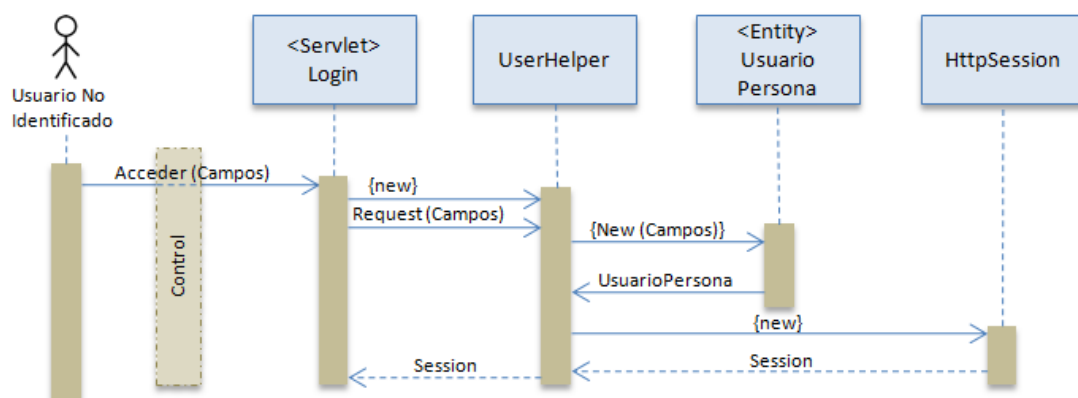 Usuario No
Identificado
<Servlet>
Login
UserHelper
<Entity>
Usuario
Persona
HttpSession
Control
Acceder (Campos)
{new}
Request (Campos)
{New (Campos)}
UsuarioPersona
{new}
Session
Session